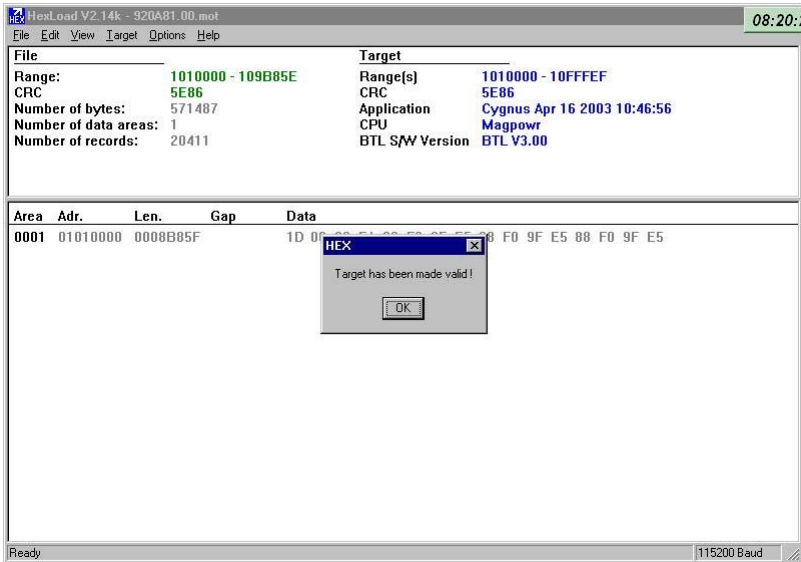 HexLoad V2.14k - 920A81.00.mot
08:20:
File Edit View Target Options Help
File
Range: 1010000 - 109B85E
CRC 5E86
Number of bytes: 571487
Number of data areas: 1
Number of records: 20411
Target
Range(s) 1010000 - 10FFFEF
CRC 5E86
Application Cygnus Apr 16 2003 10:46:56
CPU Magpowr
BTL S/W Version BTL V3.00
Area Adr. Len. Gap Data
0001 01010000 0008B85F 1D F0 9F E5 88 F0 9F E5
HEX
Target has been made valid !
OK
Ready 115200 Baud